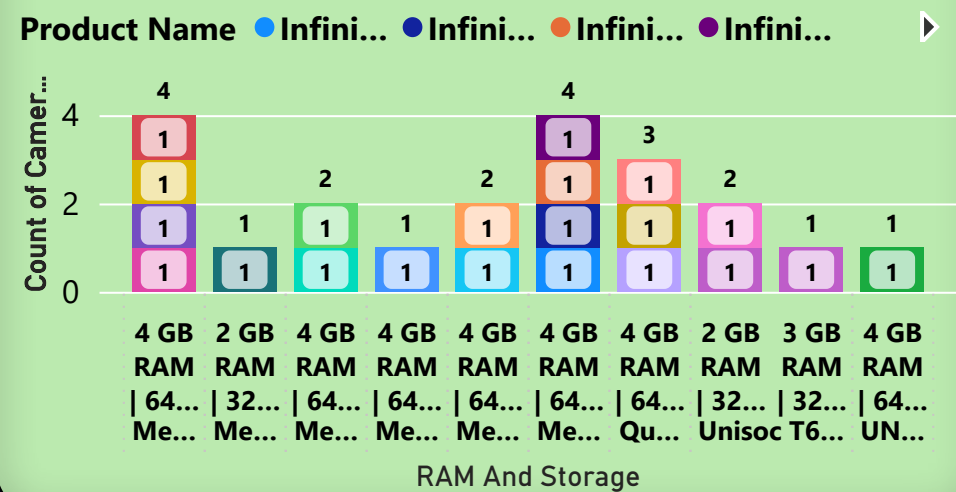 Product Name Infini... Infini... Infini... Infini...
Count of Camer...
4
2
0
4 1 2 1 2 4 3 2 1 1
1 1 1 1
1
1 1
1
1 1
1 1 1 1
1 1 1
1 1
1
1
4 GB 2 GB 4 GB 4 GB 4 GB 4 GB 4 GB 2 GB 3 GB 4 GB
RAM RAM RAM RAM RAM RAM RAM RAM RAM RAM
| 64... | 32... | 64... | 64... | 64... | 64... | 64... | 32... | 32... | 64...
Me... Me... Me... Me... Me... Me... Qu... Unisoc T6... UN...
RAM And Storage